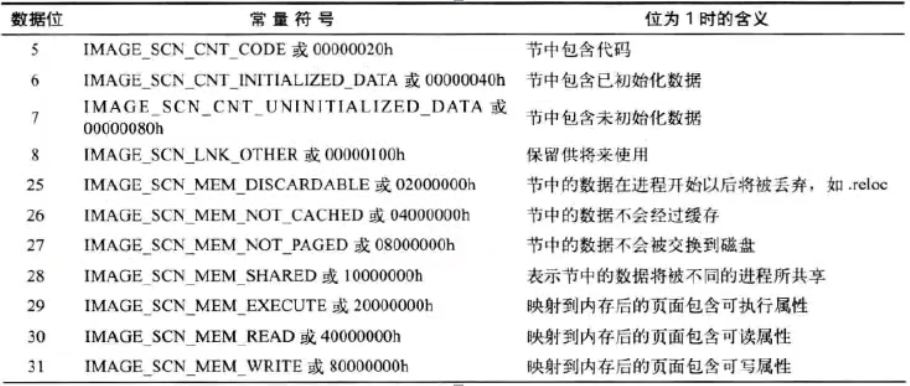 数据位 常量符号 位为1时的含义
5 IMAGE_SCN_CNT_CODE 或 00000020h 节中包含代码
6 IMAGE_SCN_CNT_INITIALIZED_DATA 或 00000040h 节中包含已初始化数据
7 IMAGE_SCN_CNT_UNINITIALIZED_DATA 或 节中包含未初始化数据
00000080h
8 IMAGE_SCN_LNK_OTHER 或 00000100h 保留供将来使用
25 IMAGE_SCN_MEM_DISCARDABLE 或 02000000h 节中的数据在进程开始以后将被丢弃，如 .reloc
26 IMAGE_SCN_MEM_NOT_CACHED 或 04000000h 节中的数据不会经过缓存
27 IMAGE_SCN_MEM_NOT_PAGED 或 08000000h 节中的数据不会被交换到磁盘
28 IMAGE_SCN_MEM_SHARED 或 10000000h 表示节中的数据将被不同的进程所共享
29 IMAGE_SCN_MEM_EXECUTE 或 20000000h 映射到内存后的页面包含可执行属性
30 IMAGE_SCN_MEM_READ 或 40000000h 映射到内存后的页面包含可读属性
31 IMAGE_SCN_MEM_WRITE 或 80000000h 映射到内存后的页面包含可写属性